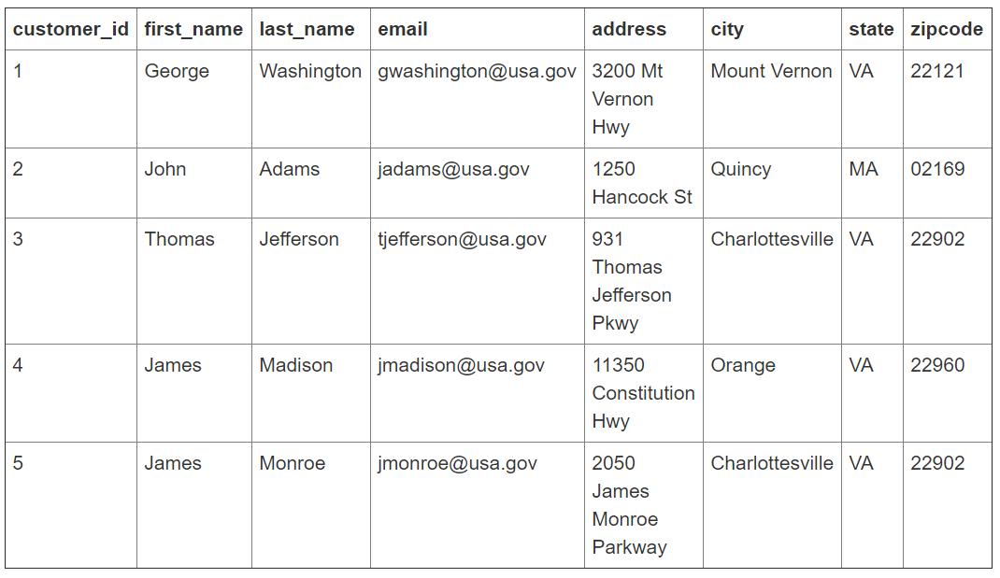 customer_id first_name last_name email address city state zipcode
1 George Washington gwashington@usa.gov 3200 Mt Mount Vernon VA 22121
Vernon
Hwy
2 John Adams jadams@usa.gov 1250 Quincy MA 02169
Hancock St
3 Thomas Jefferson tjefferson@usa.gov 931 Charlottesville VA 22902
Thomas
Jefferson
Pkwy
4 James Madison jmadison@usa.gov 11350 Orange VA 22960
Constitution
Hwy
5 James Monroe jmonroe@usa.gov 2050 Charlottesville VA 22902
James
Monroe
Parkway